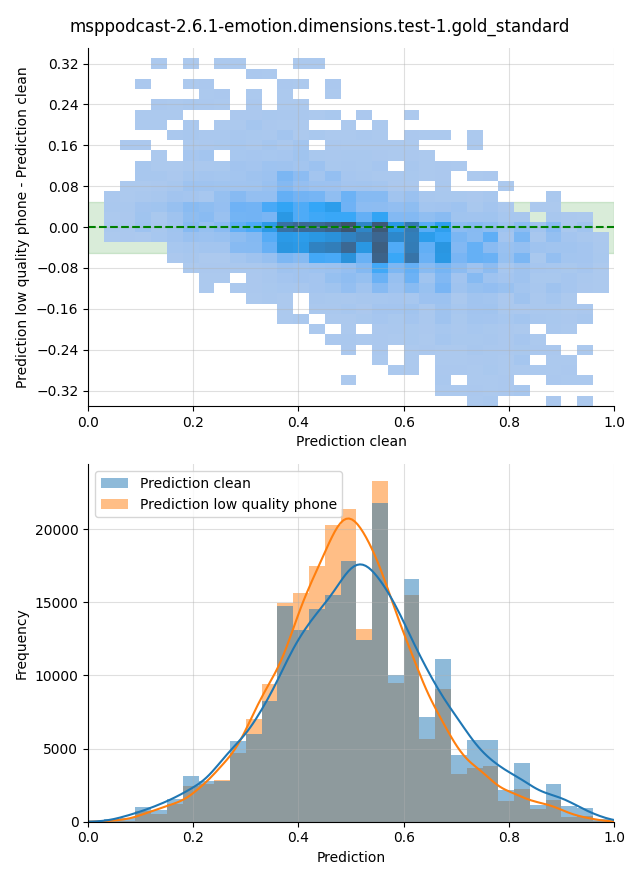 msppodcast-2.6.1-emotion.dimensions.test-1.gold_standard
Prediction low quality phone - Prediction clean
0.32
0.24
0.16
0.08
0.00
−0.08
−0.16
−0.24
−0.32
0.0 0.2 0.4 0.6 0.8 1.0
Prediction clean
Prediction clean
Prediction low quality phone
Frequency
20000
15000
10000
5000
0
0.0 0.2 0.4 0.6 0.8 1.0
Prediction